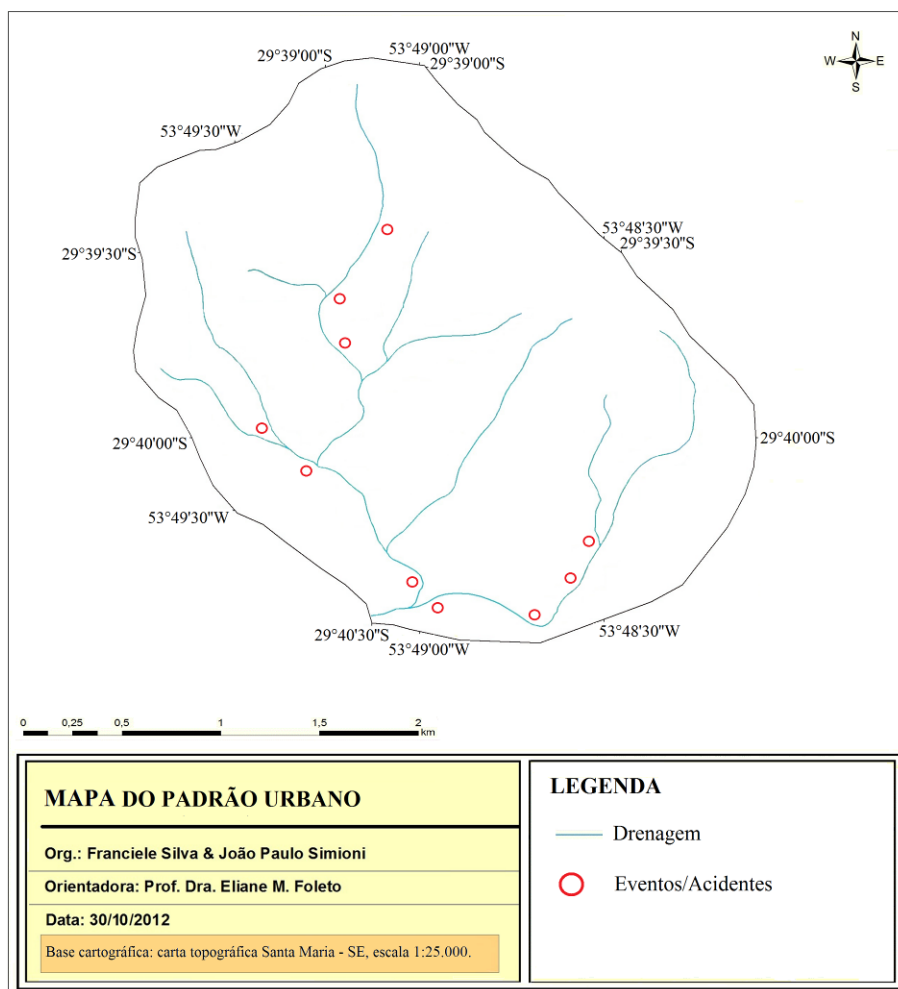 N
W E
S
53°49'00"W
29°39'00"S
29°39'00"S
53°49'30"W
53°48'30"W
29°39'30"S
29°39'30"S
29°40'00"S
29°40'00"S
53°49'30"W
29°40'30"S
53°48'30"W
53°49'00"W
0 0,25 0,5 1 1,5 2
km
MAPA DO PADRÃO URBANO
Org.: Franciele Silva & João Paulo Simioni
Orientadora: Prof. Dra. Eliane M. Foleto
Data: 30/10/2012
Base cartográfica: carta topográfica Santa Maria - SE, escala 1:25.000.
LEGENDA
Drenagem
Eventos/Acidentes